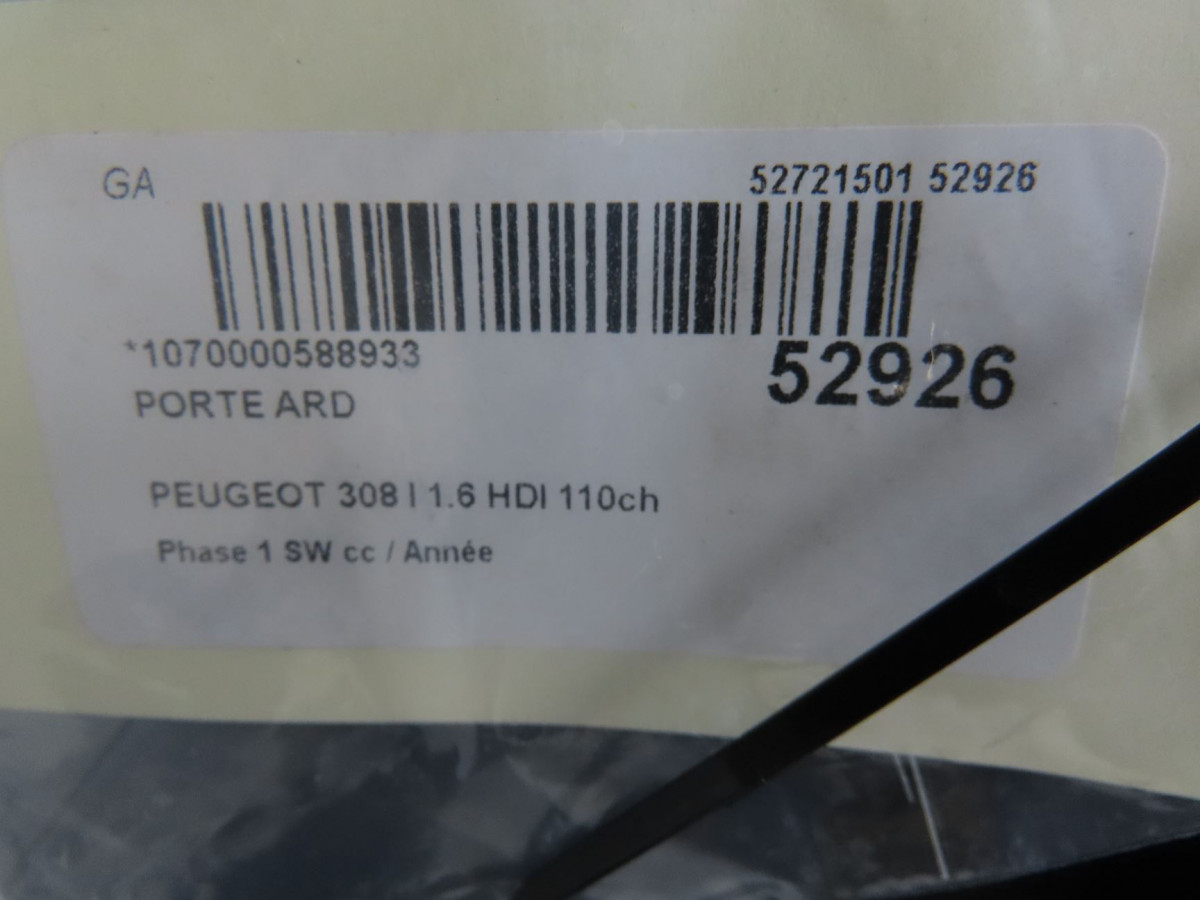 GA 52721501 52926
*1070000588933
52926
PORTE ARD
PEUGEOT 308 I 1.6 HDI 110ch
Phase 1 SW cc / Année